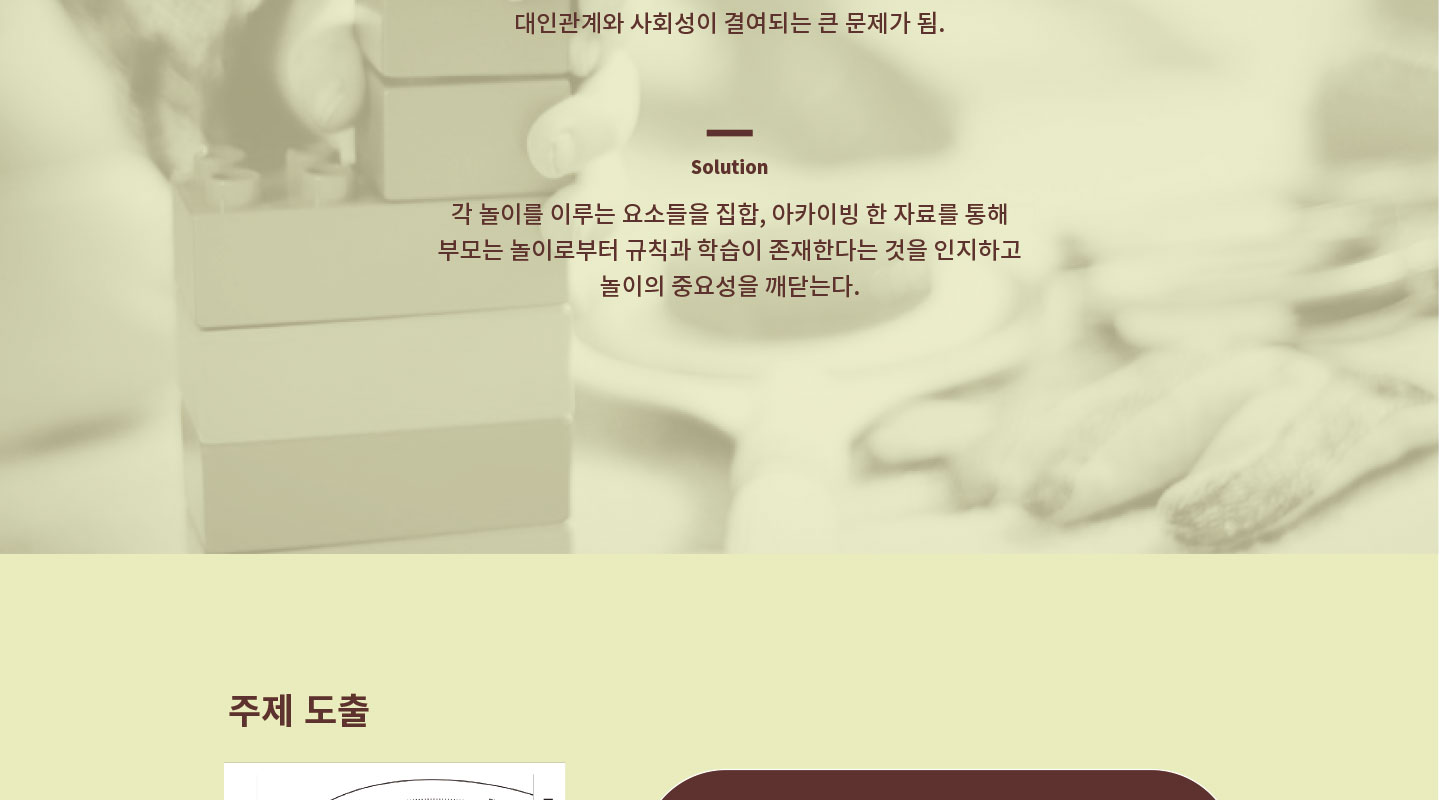 대인관계와 사회성이 결여되는 큰 문제가 됨.
Solution
각 놀이를 이루는 요소들을 집합, 아카이빙 한 자료를 통해
부모는 놀이로부터 규칙과 학습이 존재한다는 것을 인지하고
놀이의 중요성을 깨닫는다.
주제 도출